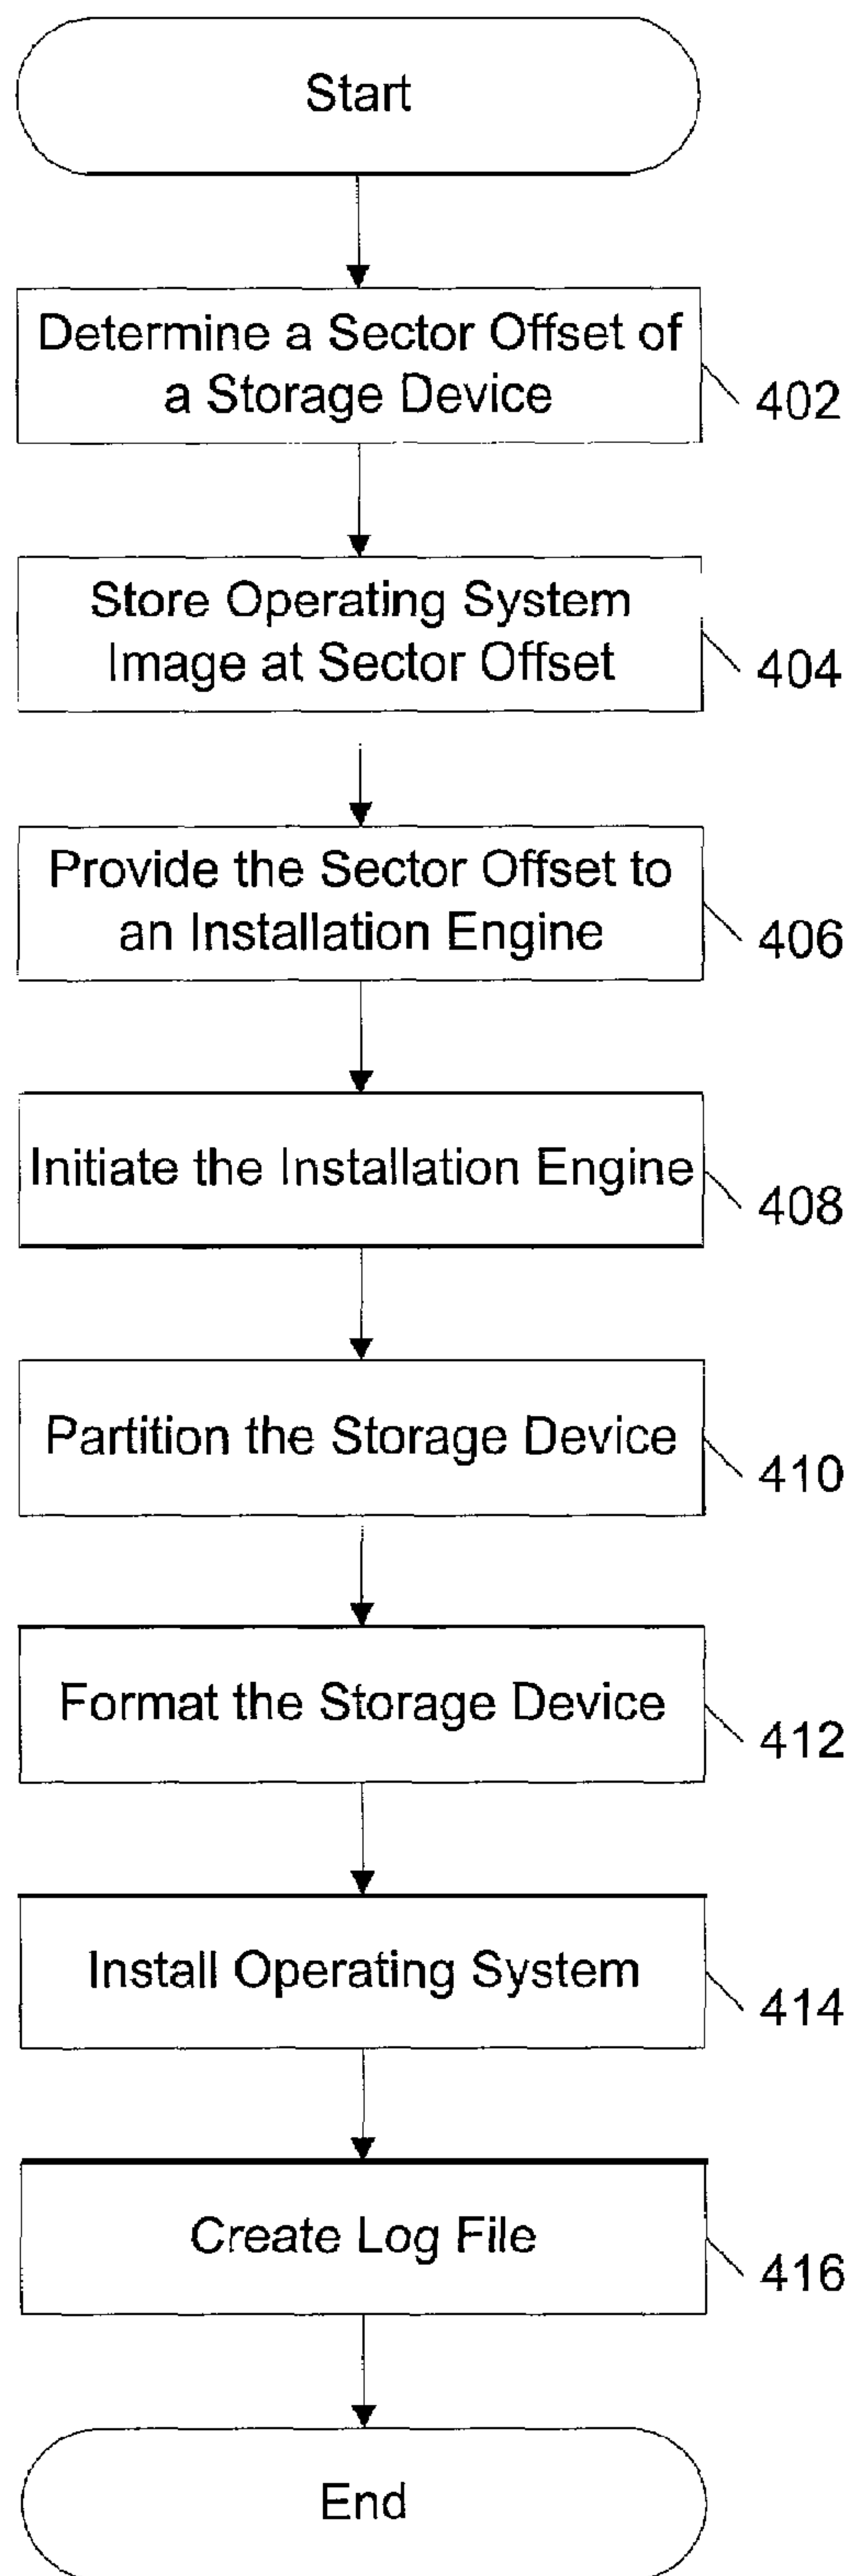 Start
Determine a Sector Offset of
a Storage Device
402
Store Operating System
Image at Sector Offset
404
Provide the Sector Offset to
an Installation Engine
406
Initiate the Installation Engine
408
Partition the Storage Device
410
Format the Storage Device
412
Install Operating System
414
Create Log File
416
End